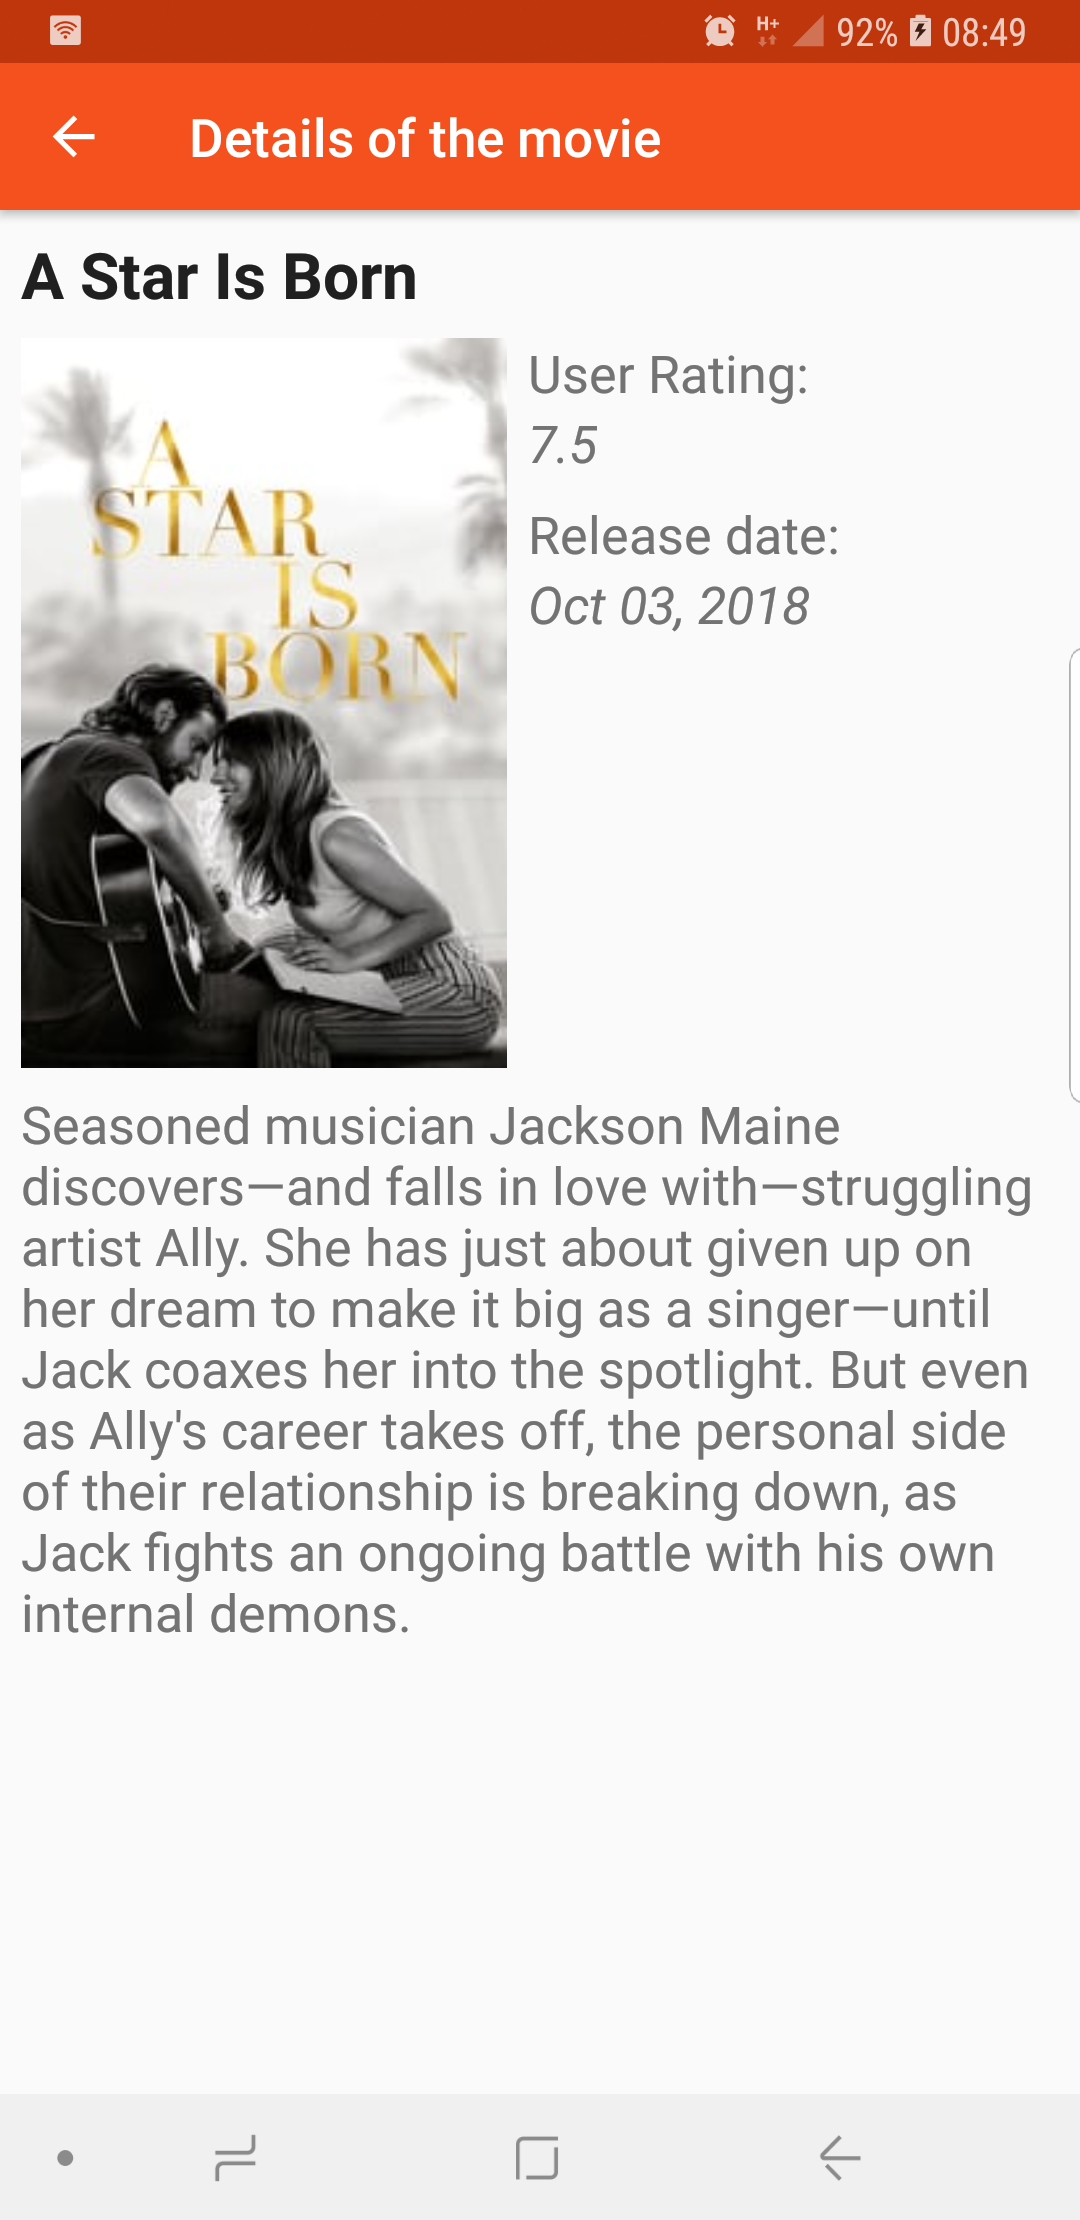 H+ 92% 08:49
Details of the movie
A Star Is Born
A
STAR
IS
BORN
User Rating:
7.5
Release date:
Oct 03, 2018
Seasoned musician Jackson Maine
discovers—and falls in love with—struggling
artist Ally. She has just about given up on
her dream to make it big as a singer—until
Jack coaxes her into the spotlight. But even
as Ally's career takes off, the personal side
of their relationship is breaking down, as
Jack fights an ongoing battle with his own
internal demons.